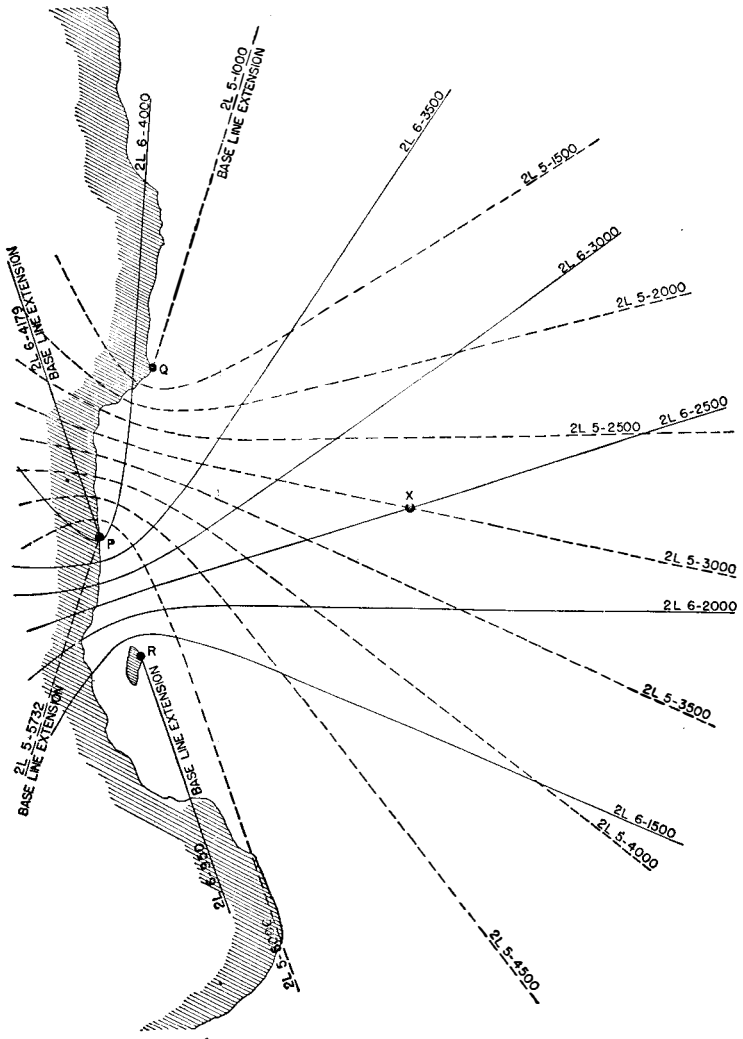 2L 5-1000
BASE LINE EXTENSION
2L 6-4000
2L 6-3500
2L 5-1500
2L 6-3000
2L 6-4179
BASE LINE EXTENSION
2L 5-2000
Q
2L 6-2500
2L 5-2500
X
P
2L 5-3000
2L 6-2000
R
BASE LINE EXTENSION
2L 5-3500
2L 5-5732
BASE LINE EXTENSION
2L 6-1500
2L 5-4000
2L 6-950
2L 5-4500